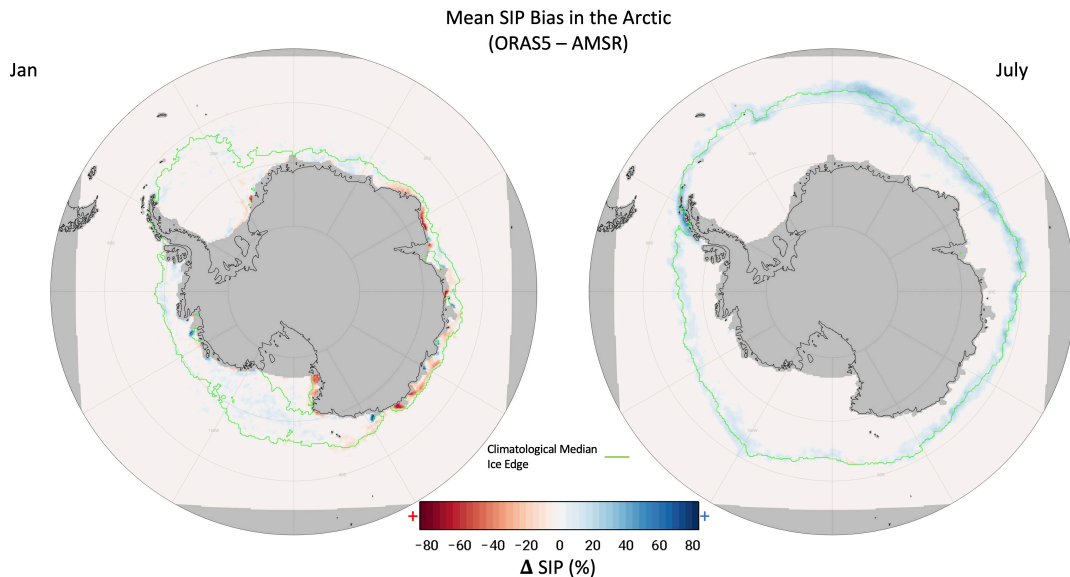 Mean SIP Bias in the Arctic
(ORAS5 – AMSR)
Jan
July
Climatological Median
Ice Edge
+
+
-80 -60 -40 -20 0 20 40 60 80
Δ SIP (%)